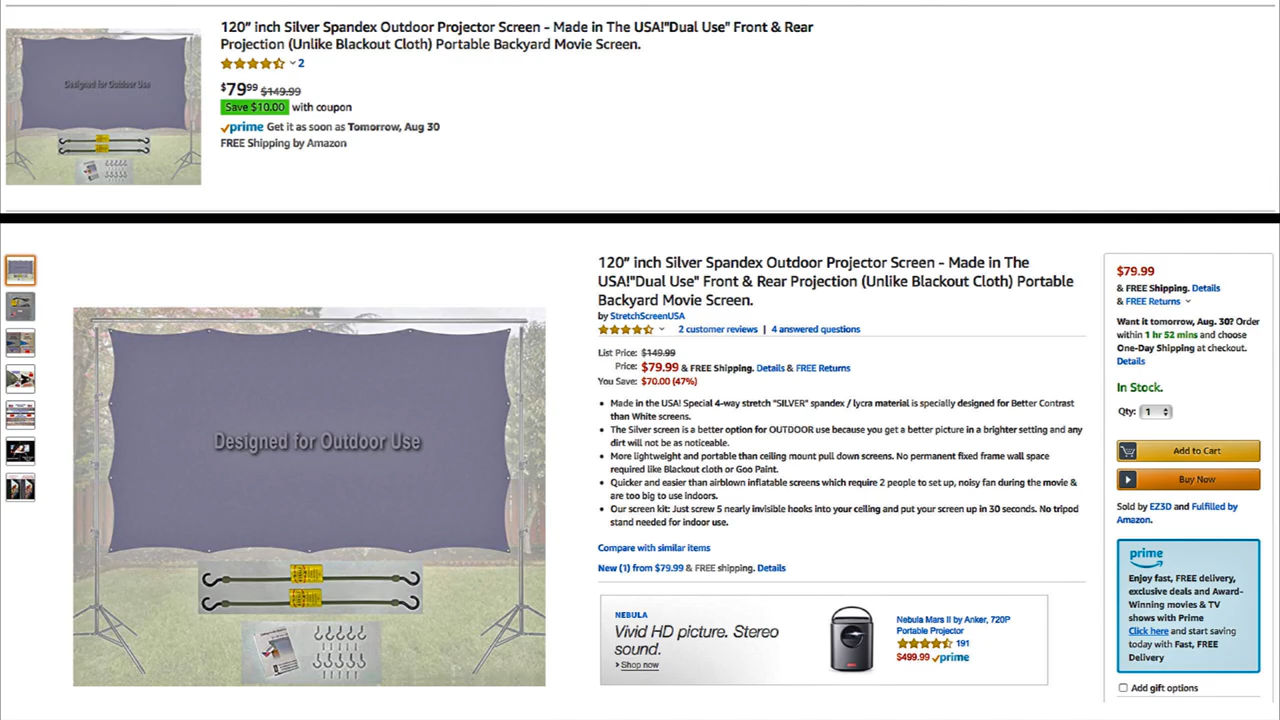 120” inch Silver Spandex Outdoor Projector Screen - Made in The USA!"Dual Use" Front & Rear
Projection (Unlike Blackout Cloth) Portable Backyard Movie Screen.
2
$79⁹⁹ $149.99
Save $10.00 with coupon
prime Get it as soon as Tomorrow, Aug 30
FREE Shipping by Amazon
Designed for Outdoor Use
120” inch Silver Spandex Outdoor Projector Screen - Made in The
USA!"Dual Use" Front & Rear Projection (Unlike Blackout Cloth) Portable
Backyard Movie Screen.
by StretchScreenUSA
2 customer reviews | 4 answered questions
List Price: $149.99
Price: $79.99 & FREE Shipping. Details & FREE Returns
You Save: $70.00 (47%)
Made in the USA! Special 4-way stretch "SILVER" spandex / lycra material is specially designed for Better Contrast
than White screens.
The Silver screen is a better option for OUTDOOR use because you get a better picture in a brighter setting and any
dirt will not be as noticeable.
More lightweight and portable than ceiling mount pull down screens. No permanent fixed frame wall space
required like Blackout cloth or Goo Paint.
Quicker and easier than airblown inflatable screens which require 2 people to set up, noisy fan during the movie &
are too big to use indoors.
Our screen kit: Just screw 5 nearly invisible hooks into your ceiling and put your screen up in 30 seconds. No tripod
stand needed for indoor use.
Compare with similar items
New (1) from $79.99 & FREE shipping. Details
NEBULA
Vivid HD picture. Stereo
sound.
Shop now
Nebula Mars II by Anker, 720P
Portable Projector
191
$499.99 prime
Designed for Outdoor Use
$79.99
& FREE Shipping. Details
& FREE Returns
Want it tomorrow, Aug. 30? Order
within 1 hr 52 mins and choose
One-Day Shipping at checkout.
Details
In Stock.
Qty: 1
Add to Cart
Buy Now
Sold by EZ3D and Fulfilled by
Amazon.
prime
Enjoy fast, FREE delivery,
exclusive deals and Award-
Winning movies & TV
shows with Prime
Click here and start saving
today with Fast, FREE
Delivery
Add gift options